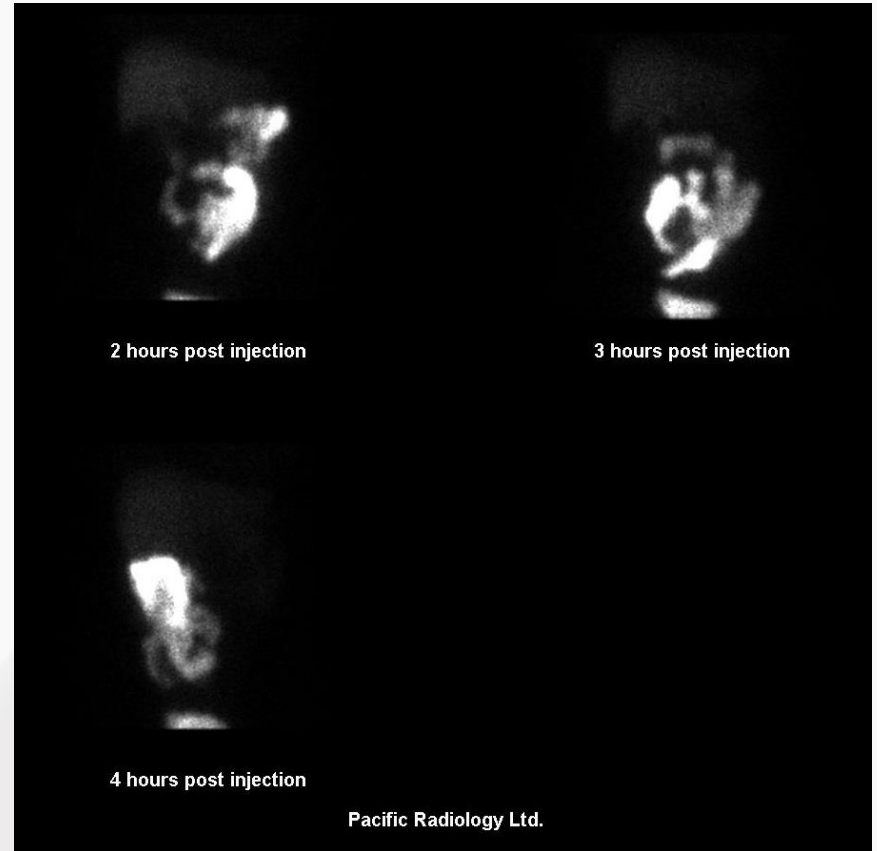 2 hours post injection
3 hours post injection
4 hours post injection
Pacific Radiology Ltd.